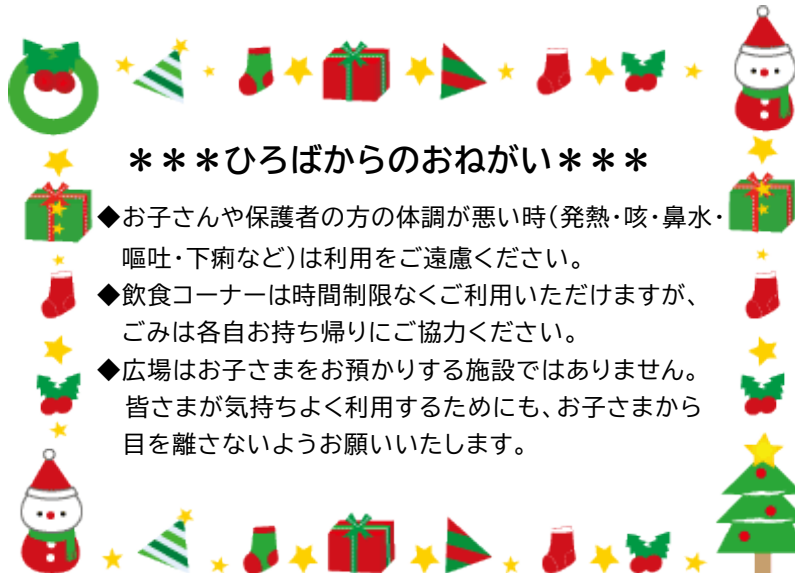 ＊＊＊ひろばからのおねがい＊＊＊
◆お子さんや保護者の方の体調が悪い時(発熱・咳・鼻水・
嘔吐・下痢など)は利用をご遠慮ください。
◆飲食コーナーは時間制限なくご利用いただけますが、
ごみは各自お持ち帰りにご協力ください。
◆広場はお子さまをお預かりする施設ではありません。
皆さまが気持ちよく利用するためにも、お子さまから
目を離さないようお願いいたします。